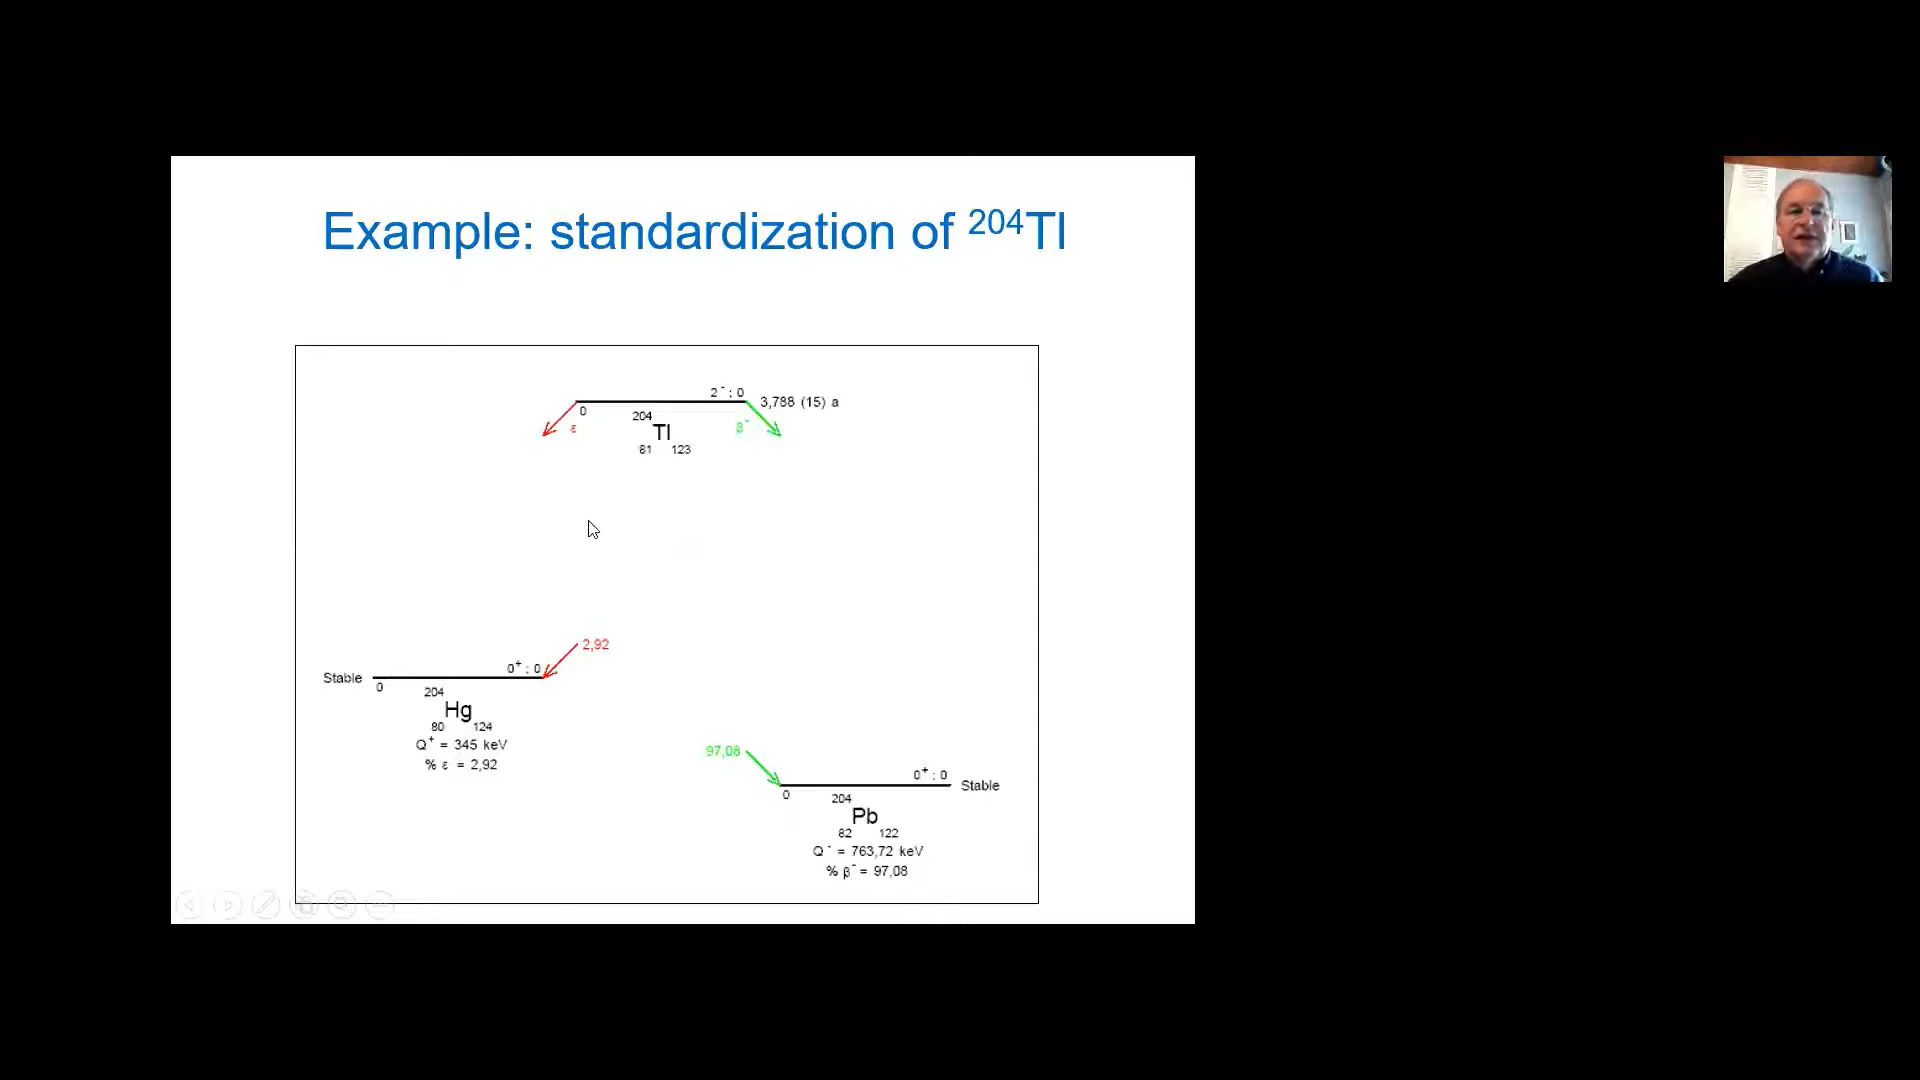 Example: standardization of ²⁰⁴Tl
2⁻ ; 0
3,788 (15) a
0
ε
204
Tl
81 123
β⁻
2,92
0⁺ ; 0
Stable
0
204
Hg
80 124
Q⁺ = 345 keV
% ε = 2,92
97,08
0⁺ ; 0
Stable
0
204
Pb
82 122
Q⁻ = 763,72 keV
% β⁻ = 97,08